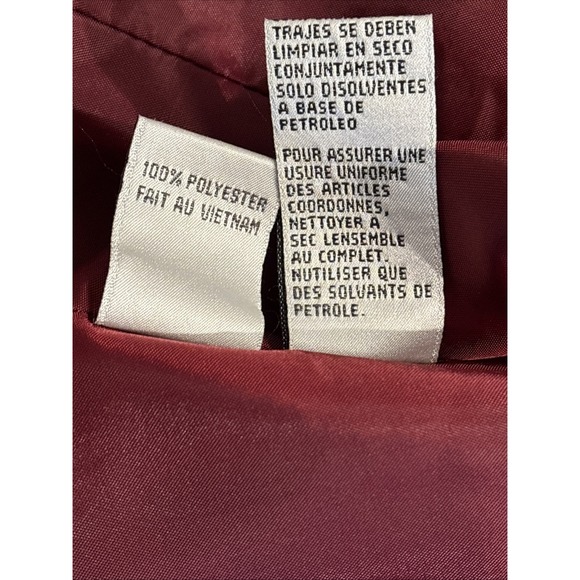 100% POLYESTER
FAIT AU VIETNAM
TRAJES SE DEBEN
LIMPIAR EN SECO
CONJUNTAMENTE
SOLO DISOLVENTES
A BASE DE
PETROLEO
POUR ASSURER UNE
USURE UNIFORME
DES ARTICLES
COORDONNES,
NETTOYER A
SEC LENSEMBLE
AU COMPLET.
NUTILISER QUE
DES SOLVANTS DE
PETROLE.